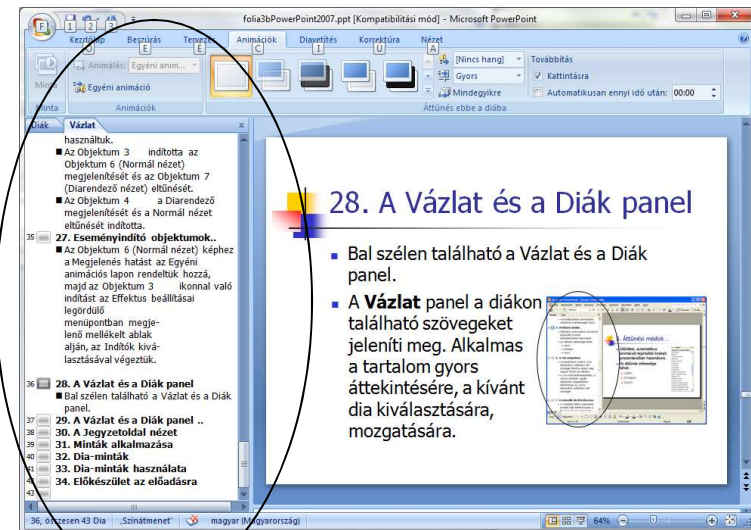 folia3bPowerPoint2007.ppt [Kompatibilitási mód] - Microsoft PowerPoint
F 1 2 3
Kezdőlap Beszúrás Tervezés Animációk Diavetítés Korrektúra Nézet
O E É C I U A
Minta
Animálás: Egyéni anim...
Egyéni animáció
[Nincs hang]
Gyors
Mindegyikre
Továbbítás
Kattintásra
Automatikusan ennyi idő után: 00:00
Minta Animációk Áttűnés ebbe a diába
Diák Vázlat x
használtuk.
Az Objektum 3 indította az
Objektum 6 (Normál nézet)
megjelenítését és az Objektum 7
(Diarendező nézet) eltűnését.
Az Objektum 4 a Diarendező
megjelenítését és a Normál nézet
eltűnését indította.
35 27. Eseményindító objektumok..
Az Objektum 6 (Normál nézet) képhez
a Megjelenés hatást az Egyéni
animációs lapon rendeltük hozzá,
majd az Objektum 3 ikonnal való
indítást az Effektus beállításai
legördülő
menüpontban megje-
lenő mellékelt ablak
alján, az Indítók kivá-
lasztásával végeztük.
36 28. A Vázlat és a Diák panel
Bal szélen található a Vázlat és a Diák
panel.
37 29. A Vázlat és a Diák panel ..
38 30. A Jegyzetoldal nézet
39 31. Minták alkalmazása
40 32. Dia-minták
41 33. Dia-minták használata
42 34. Előkészület az előadásra
43
28. A Vázlat és a Diák panel
Bal szélen található a Vázlat és a Diák
panel.
A Vázlat panel a diákon
található szövegeket
jeleníti meg. Alkalmas
a tartalom gyors
áttekintésére, a kívánt
dia kiválasztására,
mozgatására.
36, összesen 43 Dia „Színátmenet” magyar (Magyarország) 64%